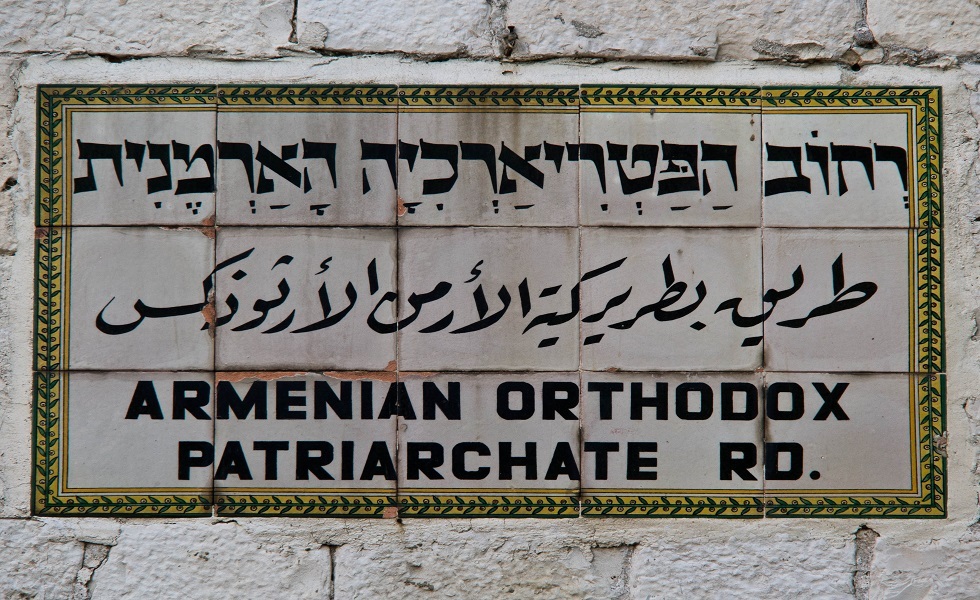 רְחוֹב הַפַּטְרִיאַרְכִיָה הָאַרְמֶנִית
طريق بطريركية الأرمن الأرثوذكس
ARMENIAN ORTHODOX
PATRIARCHATE RD.